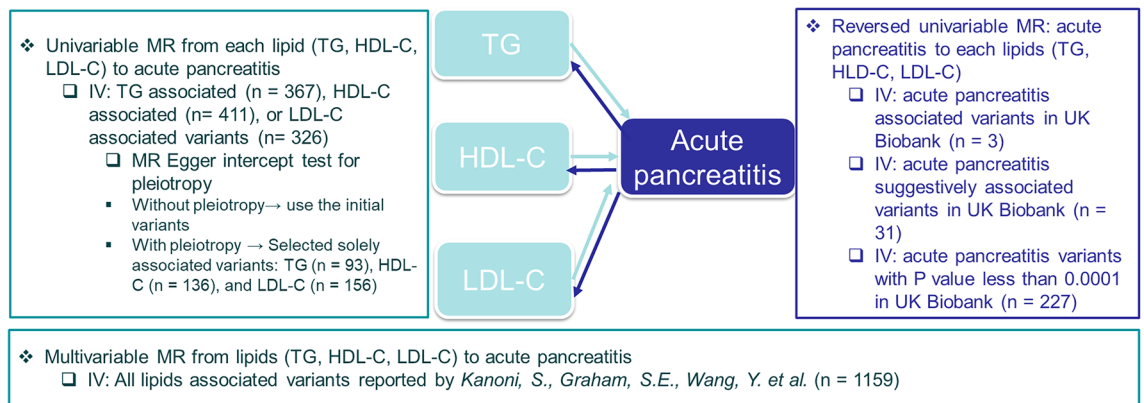 ❖ Univariable MR from each lipid (TG, HDL-C,
LDL-C) to acute pancreatitis
❑ IV: TG associated (n = 367), HDL-C
associated (n= 411), or LDL-C
associated variants (n= 326)
❑ MR Egger intercept test for
pleiotropy
▪ Without pleiotropy→ use the initial
variants
▪ With pleiotropy → Selected solely
associated variants: TG (n = 93), HDL-
C (n = 136), and LDL-C (n = 156)
TG
HDL-C
LDL-C
Acute
pancreatitis
❖ Reversed univariable MR: acute
pancreatitis to each lipids (TG,
HLD-C, LDL-C)
❑ IV: acute pancreatitis
associated variants in UK
Biobank (n = 3)
❑ IV: acute pancreatitis
suggestively associated
variants in UK Biobank (n =
31)
❑ IV: acute pancreatitis variants
with P value less than 0.0001
in UK Biobank (n = 227)
❖ Multivariable MR from lipids (TG, HDL-C, LDL-C) to acute pancreatitis
❑ IV: All lipids associated variants reported by Kanoni, S., Graham, S.E., Wang, Y. et al. (n = 1159)